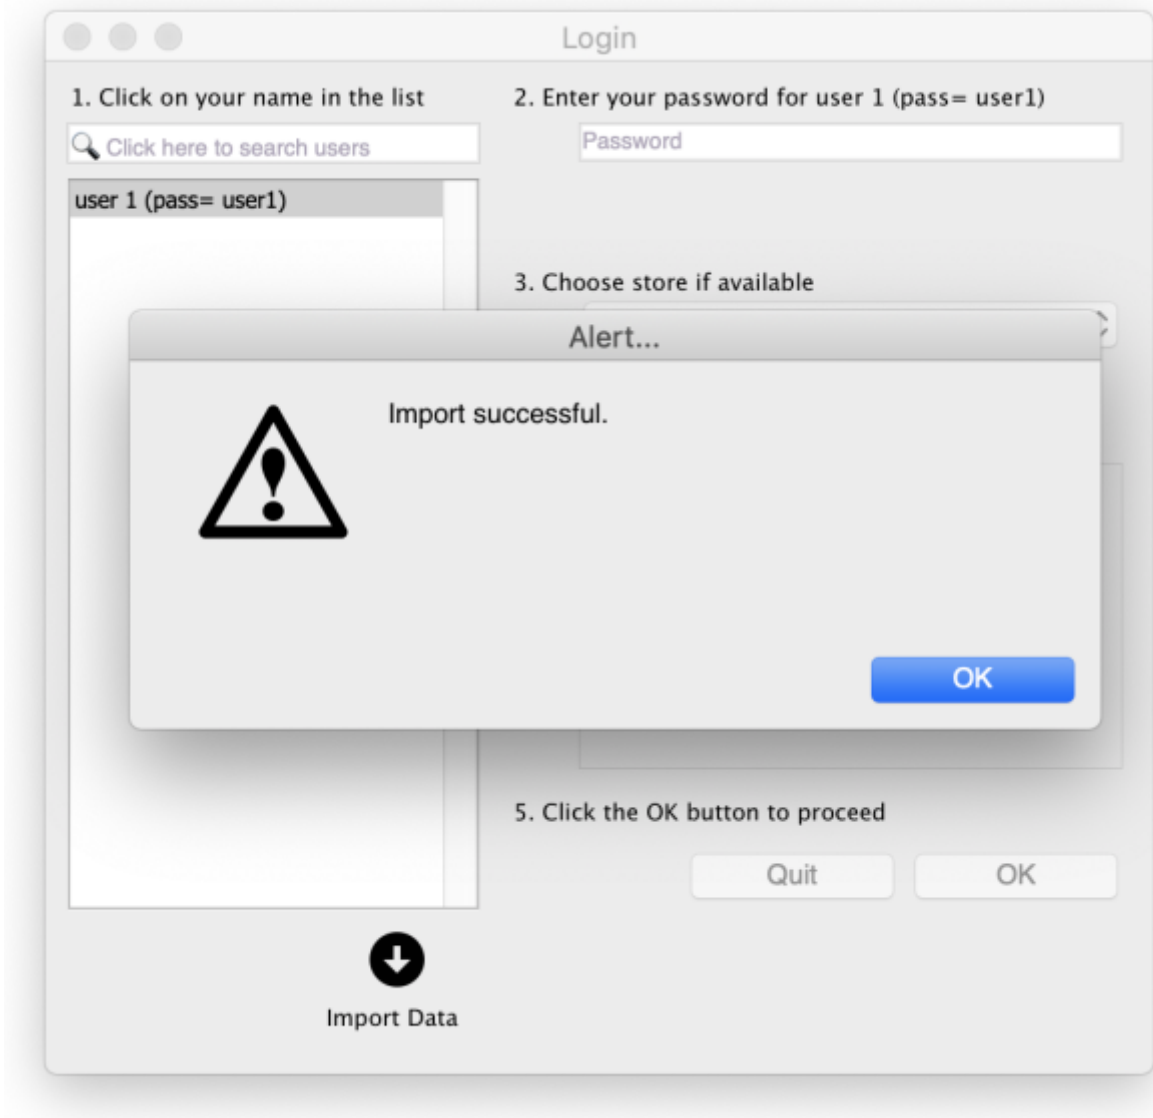 Login
1. Click on your name in the list
Click here to search users
user 1 (pass= user1)
2. Enter your password for user 1 (pass= user1)
Password
3. Choose store if available
Alert...
Import successful.
OK
5. Click the OK button to proceed
Quit
OK
Import Data